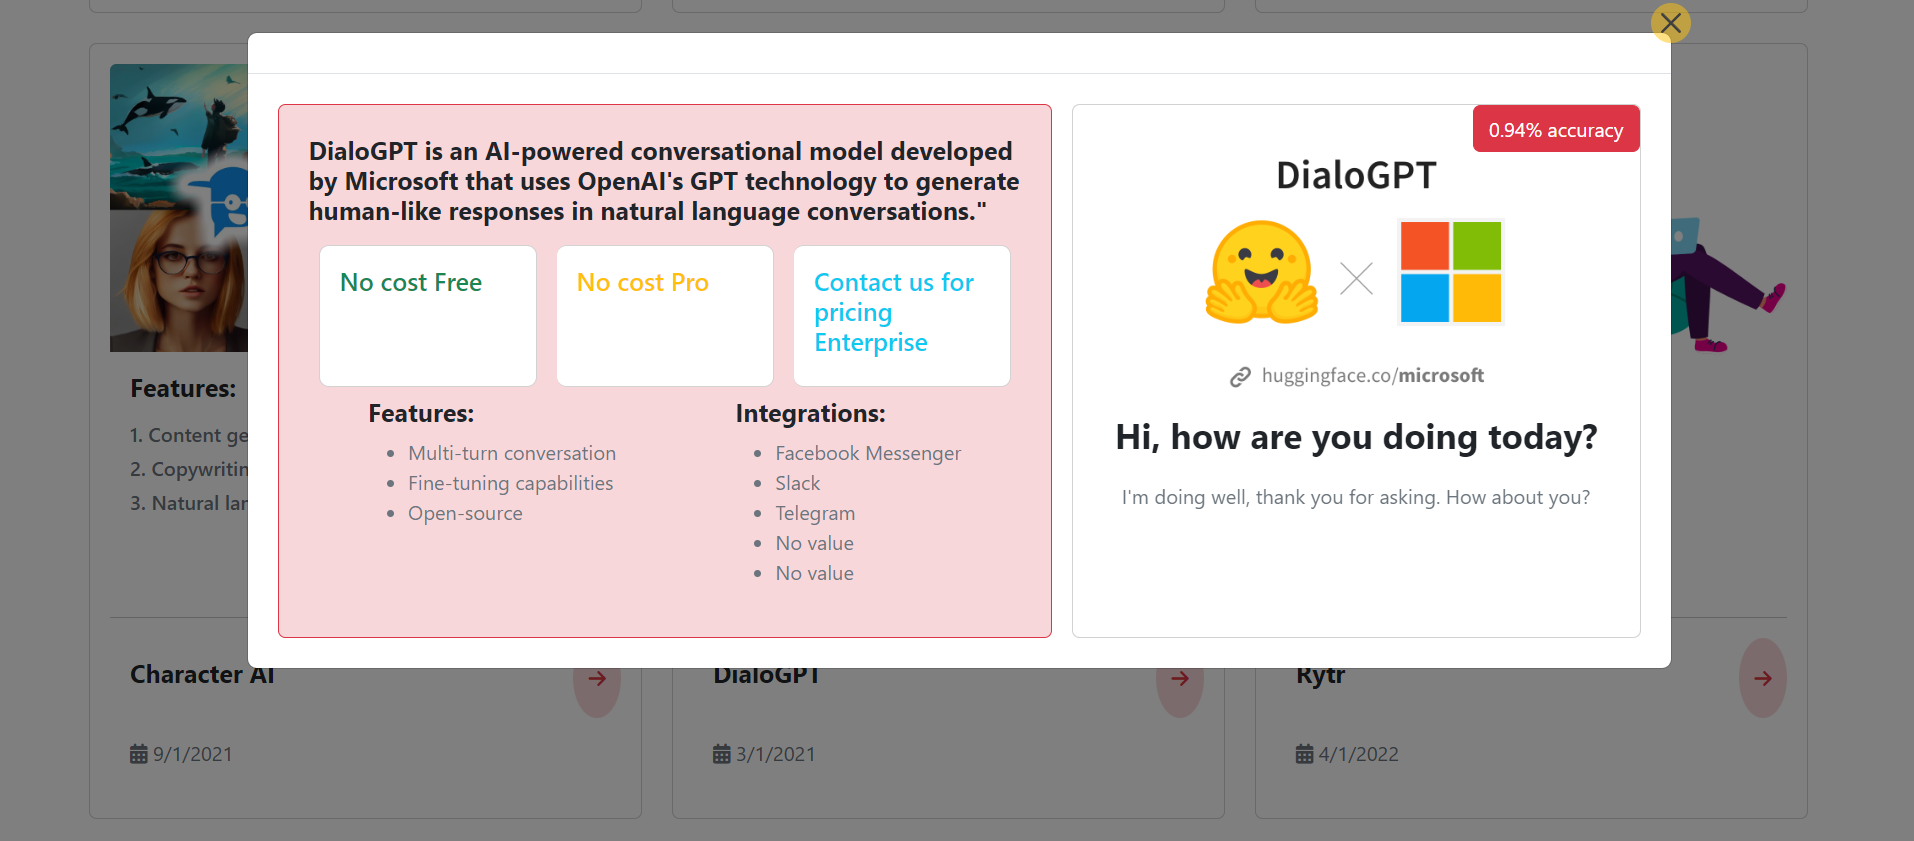 0.94% accuracy
DialoGPT is an AI-powered conversational model developed
by Microsoft that uses OpenAI's GPT technology to generate
human-like responses in natural language conversations."
No cost Free
No cost Pro
Contact us for
pricing
Enterprise
Features:
Multi-turn conversation
Fine-tuning capabilities
Open-source
Integrations:
Facebook Messenger
Slack
Telegram
No value
No value
DialoGPT
huggingface.co/microsoft
Hi, how are you doing today?
I'm doing well, thank you for asking. How about you?
Features:
1. Content ge
2. Copywritin
3. Natural lan
Character AI
9/1/2021
DialoGPT
3/1/2021
Rytr
4/1/2022